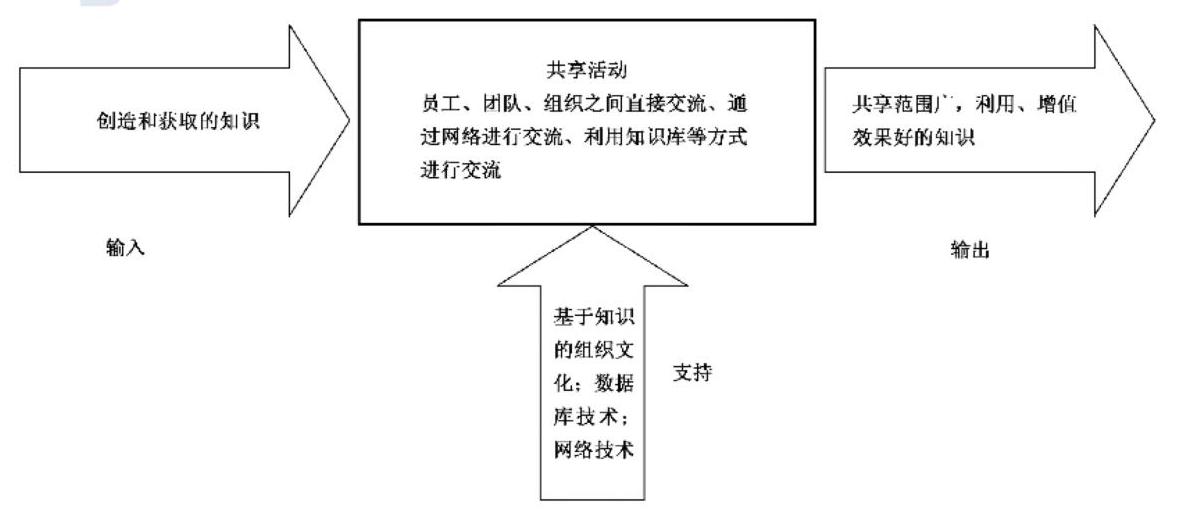 创造和获取的知识
共享活动
员工、团队、组织之间直接交流、通
过网络进行交流、利用知识库等方式
进行交流
共享范围广，利用、增值
效果好的知识
输入
输出
基于知识
的组织文
化；数据
库技术；
网络技术
支持